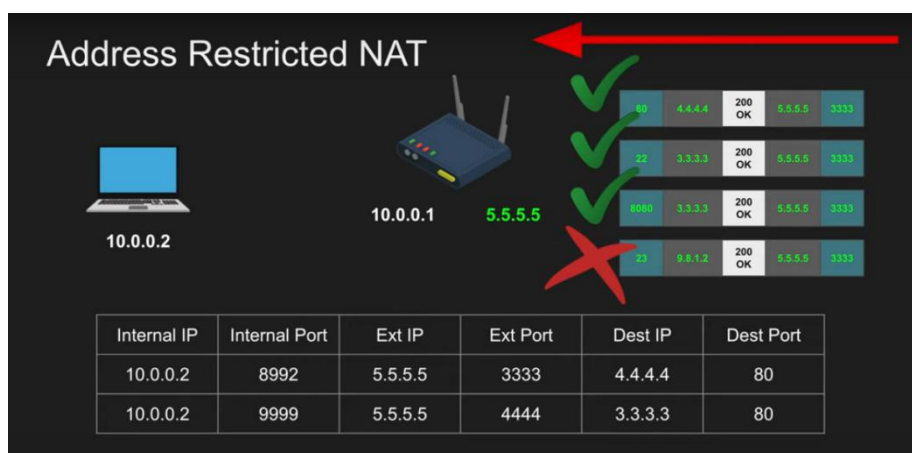 Address Restricted NAT
80 4.4.4.4 200 OK 5.5.5.5 3333
22 3.3.3.3 200 OK 5.5.5.5 3333
8080 3.3.3.3 200 OK 5.5.5.5 3333
23 9.8.1.2 200 OK 5.5.5.5 3333
10.0.0.1 5.5.5.5
10.0.0.2
Internal IP Internal Port Ext IP Ext Port Dest IP Dest Port
10.0.0.2 8992 5.5.5.5 3333 4.4.4.4 80
10.0.0.2 9999 5.5.5.5 4444 3.3.3.3 80